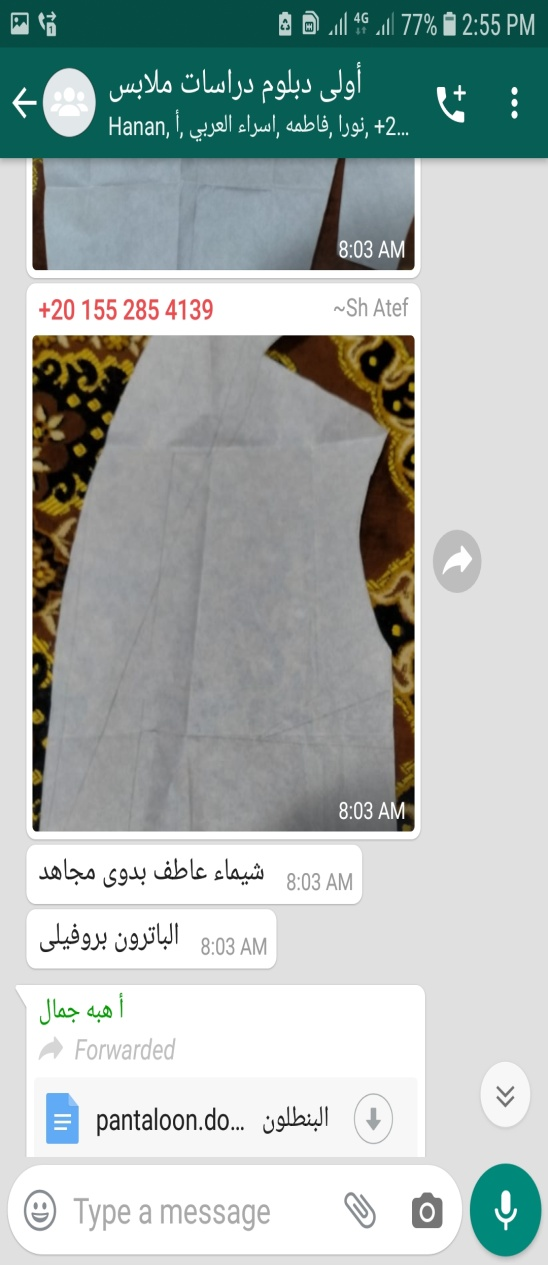 4G 77% 2:55 PM
أولى دبلوم دراسات ملابس
Hanan, نورا, فاطمه, اسراء العربي, أ, +2...
8:03 AM
+20 155 285 4139 ~Sh Atef
8:03 AM
شيماء عاطف بدوى مجاهد 8:03 AM
الباترون بروفيلى 8:03 AM
أ هبه جمال
Forwarded
pantaloon.do... البنطلون
Type a message